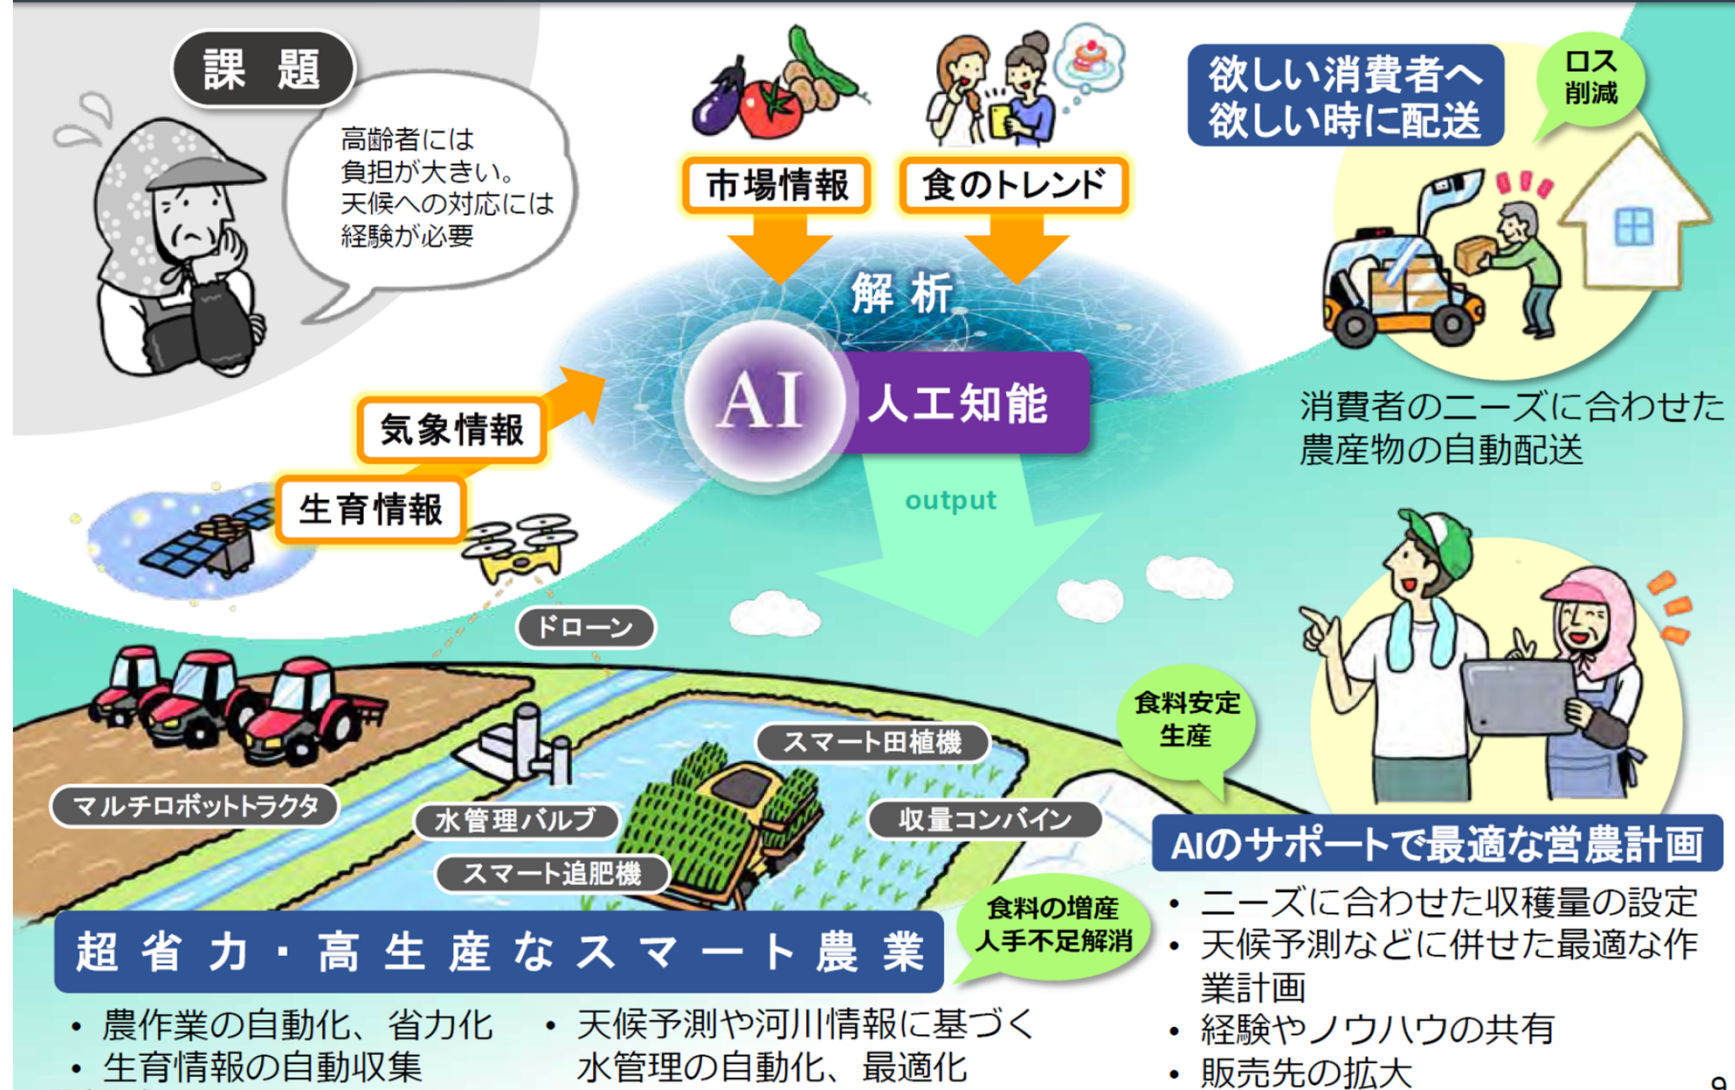 課題
高齢者には
負担が大きい。
天候への対応には
経験が必要
市場情報
食のトレンド
欲しい消費者へ
欲しい時に配送
ロス
削減
解析
AI 人工知能
消費者のニーズに合わせた
農産物の自動配送
気象情報
生育情報
output
ドローン
食料安定
生産
スマート田植機
マルチロボットトラクタ
水管理バルブ
収量コンバイン
スマート追肥機
AIのサポートで最適な営農計画
・ニーズに合わせた収穫量の設定
・天候予測などに併せた最適な作
業計画
・経験やノウハウの共有
・販売先の拡大
食料の増産
人手不足解消
超省力・高生産なスマート農業
・農作業の自動化、省力化
・生育情報の自動収集
・天候予測や河川情報に基づく
水管理の自動化、最適化